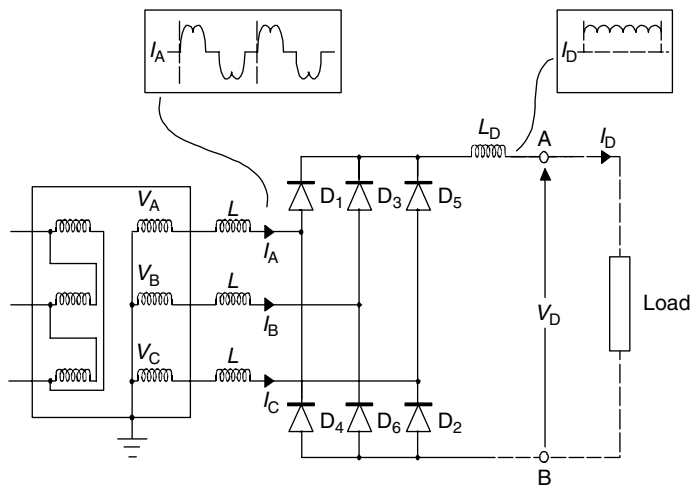 I_A
I_D
L_D
A
I_D
V_A
L
D_1
D_3
D_5
I_A
V_B
L
I_B
V_D
Load
V_C
L
I_C
D_4
D_6
D_2
B